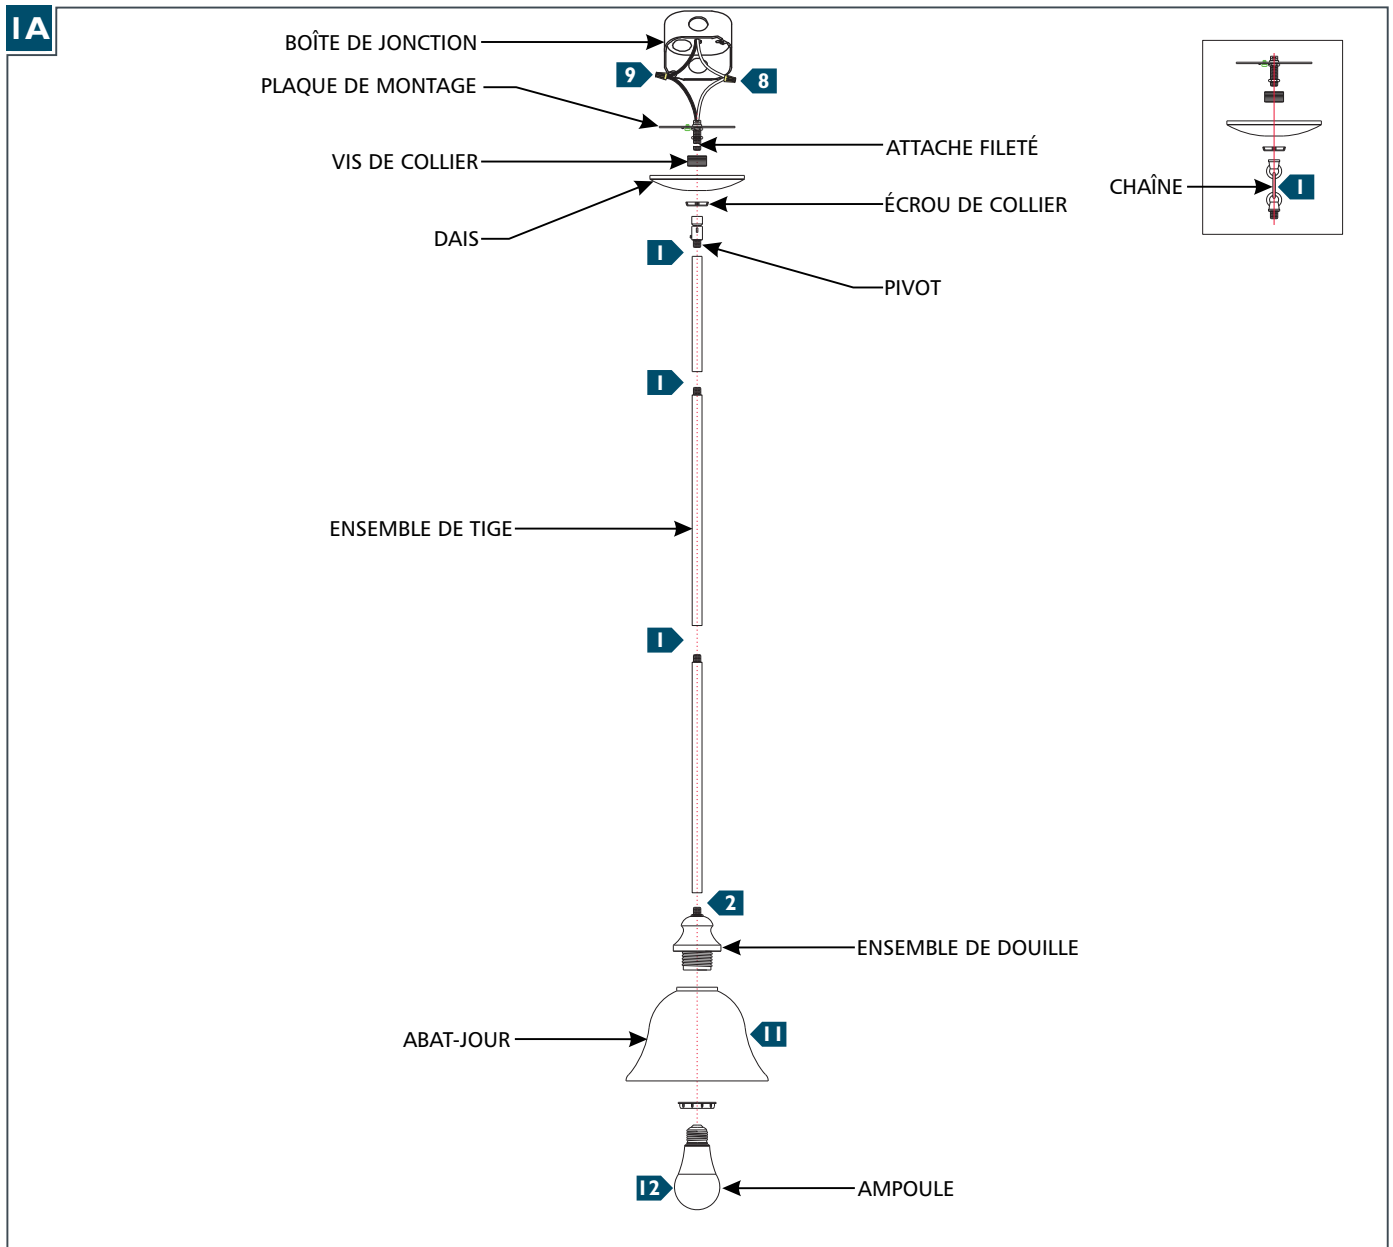 1A
BOÎTE DE JONCTION
9
8
PLAQUE DE MONTAGE
ATTACHE FILETÉ
VIS DE COLLIER
CHAÎNE
1
ÉCROU DE COLLIER
DAIS
1
PIVOT
1
ENSEMBLE DE TIGE
1
2
ENSEMBLE DE DOUILLE
ABAT-JOUR
11
12
AMPOULE